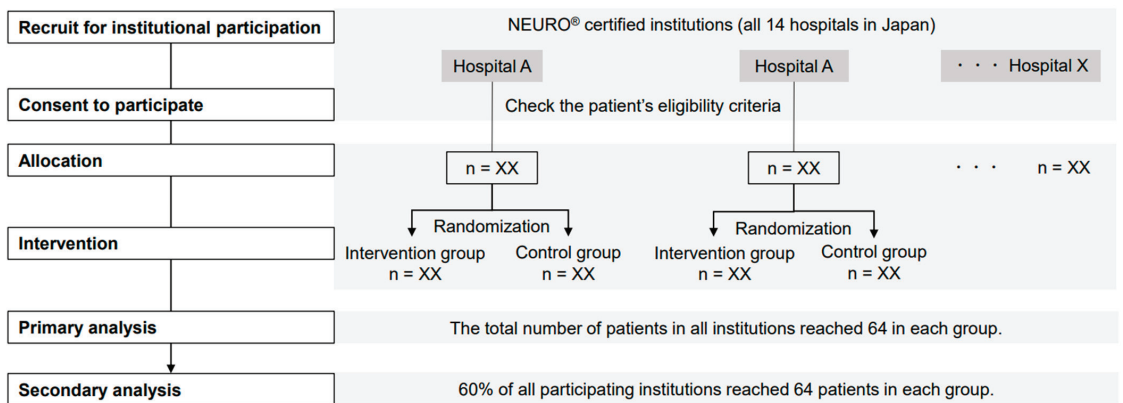 Recruit for institutional participation
NEURO® certified institutions (all 14 hospitals in Japan)
Hospital A
Hospital A
・ ・ ・ Hospital X
Consent to participate
Check the patient's eligibility criteria
Allocation
n = XX
n = XX
・ ・ ・ n = XX
Randomization
Randomization
Intervention
Intervention group
n = XX
Control group
n = XX
Intervention group
n = XX
Control group
n = XX
Primary analysis
The total number of patients in all institutions reached 64 in each group.
Secondary analysis
60% of all participating institutions reached 64 patients in each group.